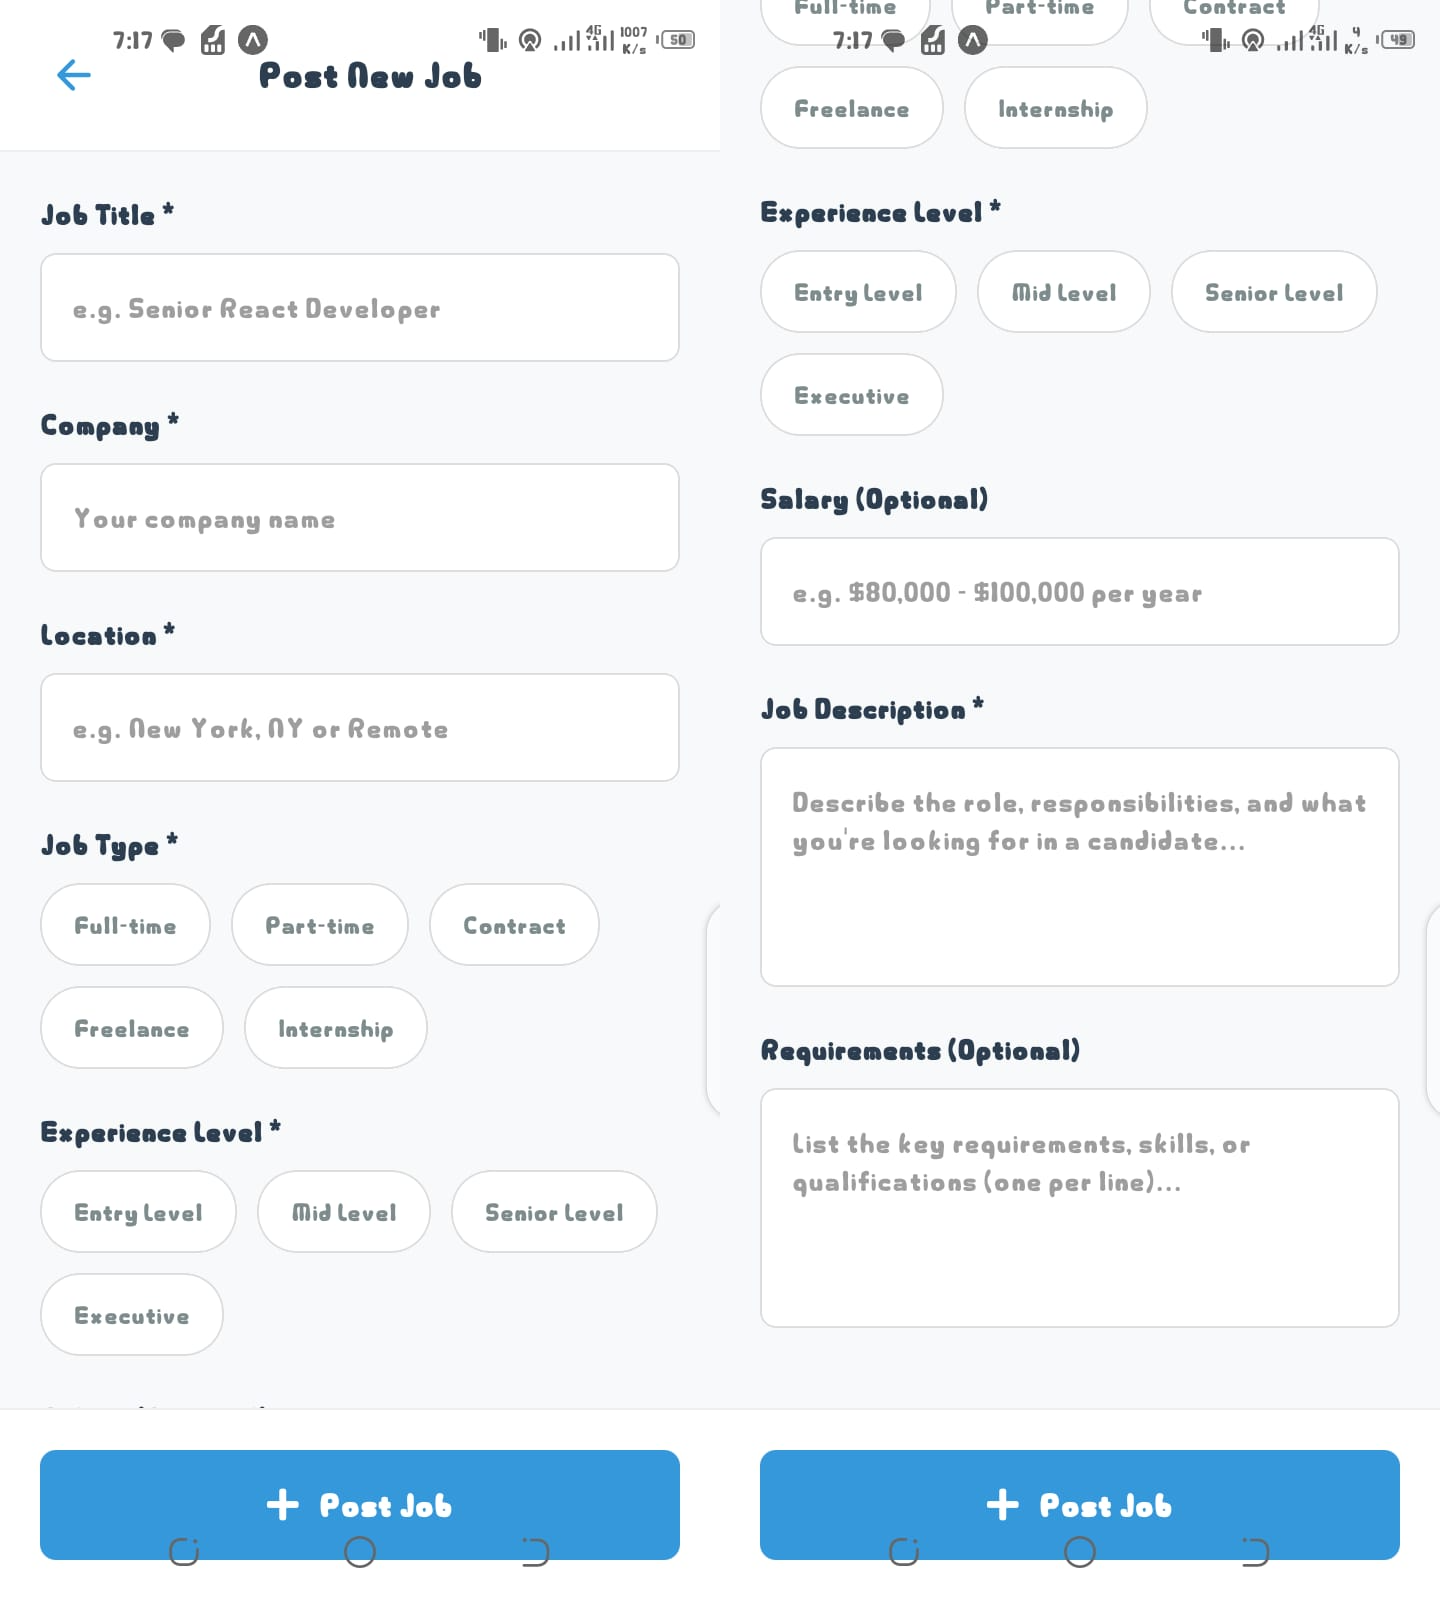 7:17
1007 K/s
4G
50
Post New Job
Job Title *
e.g. Senior React Developer
Company *
Your company name
Location *
e.g. New York, NY or Remote
Job Type *
Full-time
Part-time
Contract
Freelance
Internship
Experience Level *
Entry Level
Mid Level
Senior Level
Executive
Post Job
Full-time
Part-time
Contract
7:17
4G
4 K/s
49
Freelance
Internship
Experience Level *
Entry Level
Mid Level
Senior Level
Executive
Salary (Optional)
e.g. $80,000 - $100,000 per year
Job Description *
Describe the role, responsibilities, and what
you're looking for in a candidate...
Requirements (Optional)
List the key requirements, skills, or
qualifications (one per line)...
Post Job